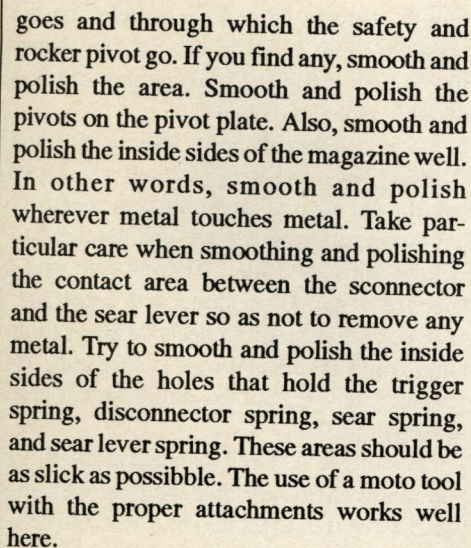 goes and through which the safety and
rocker pivot go. If you find any, smooth and
polish the area. Smooth and polish the
pivots on the pivot plate. Also, smooth and
polish the inside sides of the magazine well.
In other words, smooth and polish
wherever metal touches metal. Take par-
ticular care when smoothing and polishing
the contact area between the sconnector
and the sear lever so as not to remove any
metal. Try to smooth and polish the inside
sides of the holes that hold the trigger
spring, disconnector spring, sear spring,
and sear lever spring. These areas should be
as slick as possibble. The use of a moto tool
with the proper attachments works well
here.